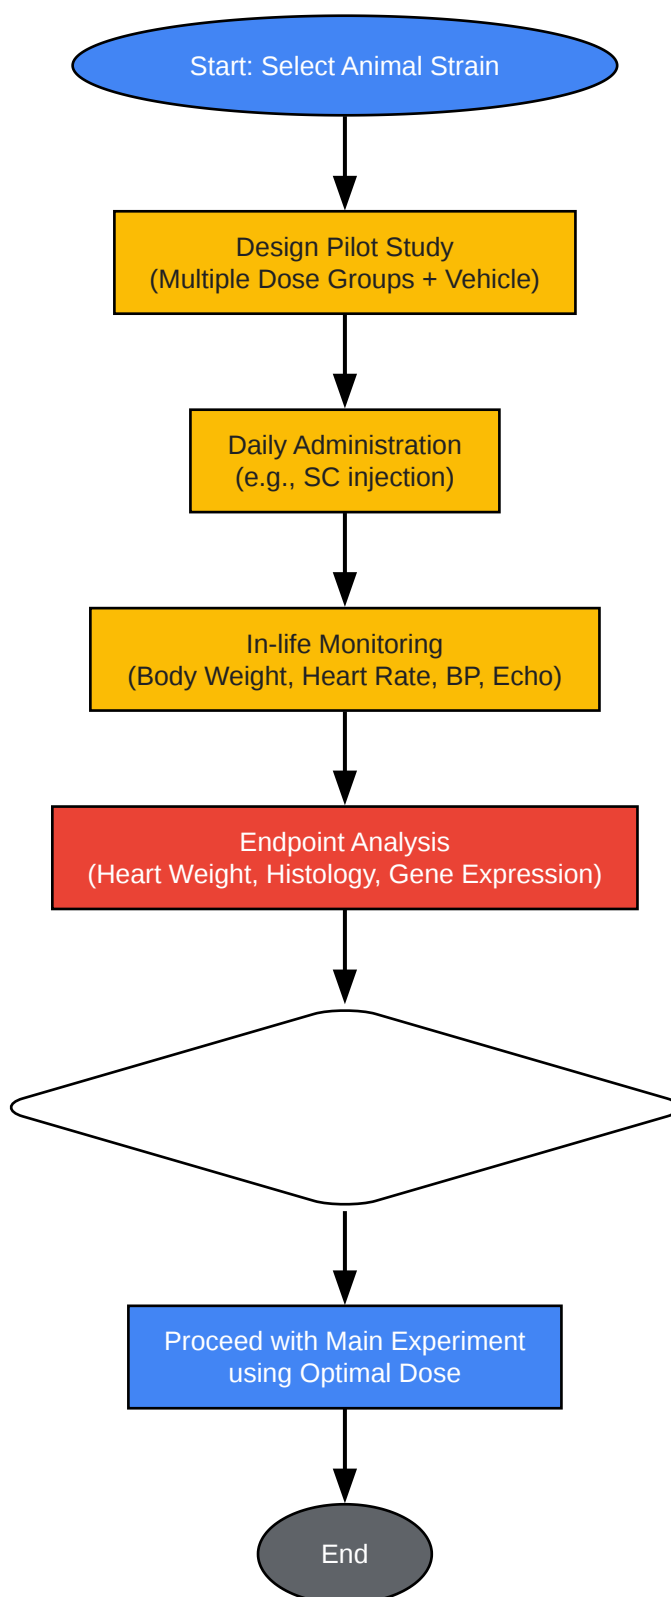 Start: Select Animal Strain
Design Pilot Study
(Multiple Dose Groups + Vehicle)
Daily Administration
(e.g., SC injection)
In-life Monitoring
(Body Weight, Heart Rate, BP, Echo)
Endpoint Analysis
(Heart Weight, Histology, Gene Expression)
Proceed with Main Experiment
using Optimal Dose
End